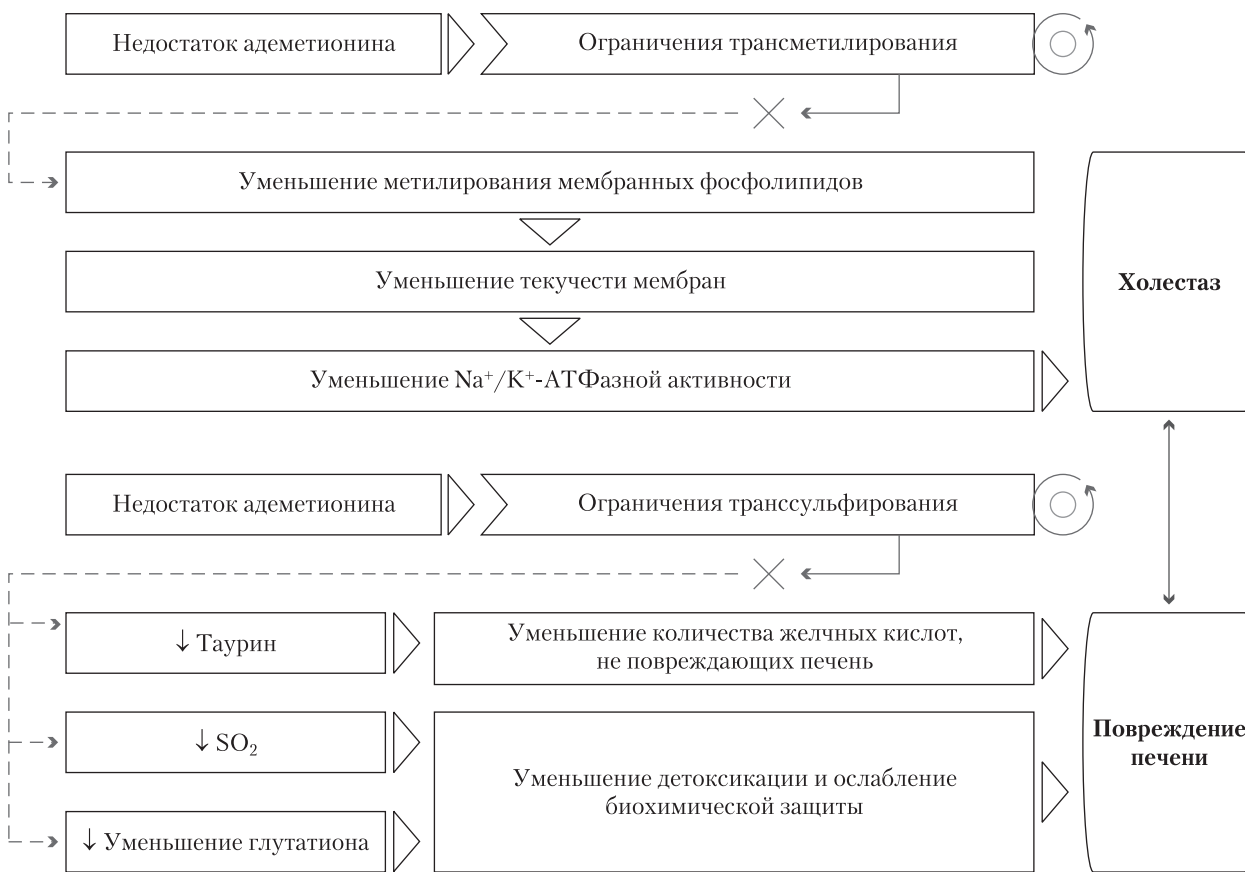 Недостаток адеметионина
Ограничения трансметилирования
Уменьшение метилирования мембранных фосфолипидов
Уменьшение текучести мембран
Уменьшение Na⁺/K⁺-АТФазной активности
Холестаз
Недостаток адеметионина
Ограничения транссульфирования
↓ Таурин
Уменьшение количества желчных кислот,
не повреждающих печень
↓ SO₂
Уменьшение детоксикации и ослабление
биохимической защиты
↓ Уменьшение глутатиона
Повреждение
печени